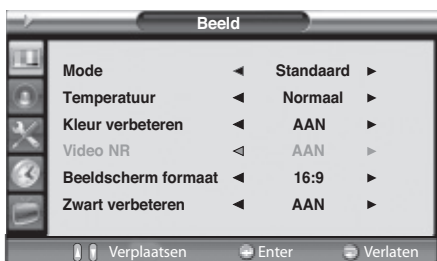 Beeld
Mode Standaard
Temperatuur Normaal
Kleur verbeteren AAN
Video NR AAN
Beeldscherm formaat 16:9
Zwart verbeteren AAN
Verplaatsen Enter Verlaten